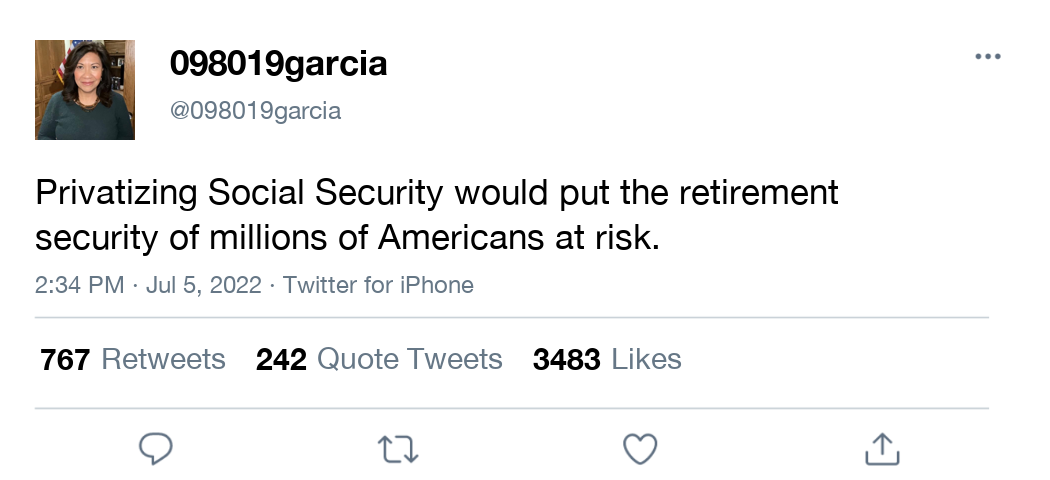 098019garcia
@098019garcia
Privatizing Social Security would put the retirement
security of millions of Americans at risk.
2:34 PM · Jul 5, 2022 · Twitter for iPhone
767 Retweets 242 Quote Tweets 3483 Likes